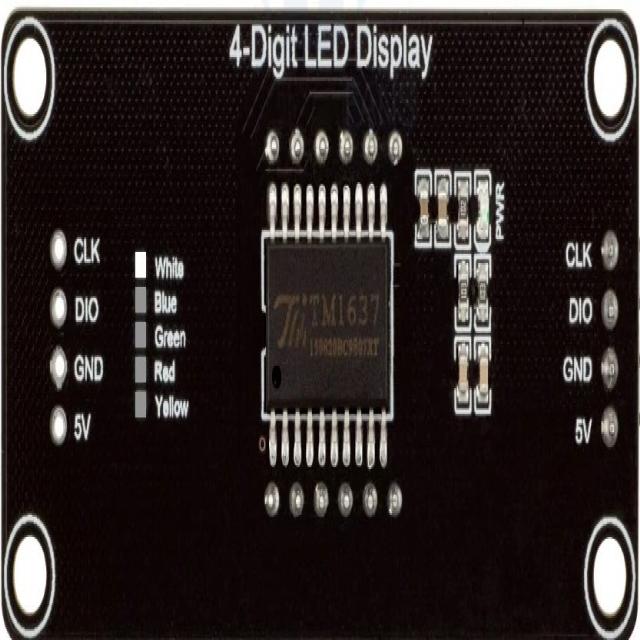 4-Digit LED Display
PWR
CLK
DIO
GND
5V
White
Blue
Green
Red
Yellow
TM1637
CLK
DIO
GND
5V